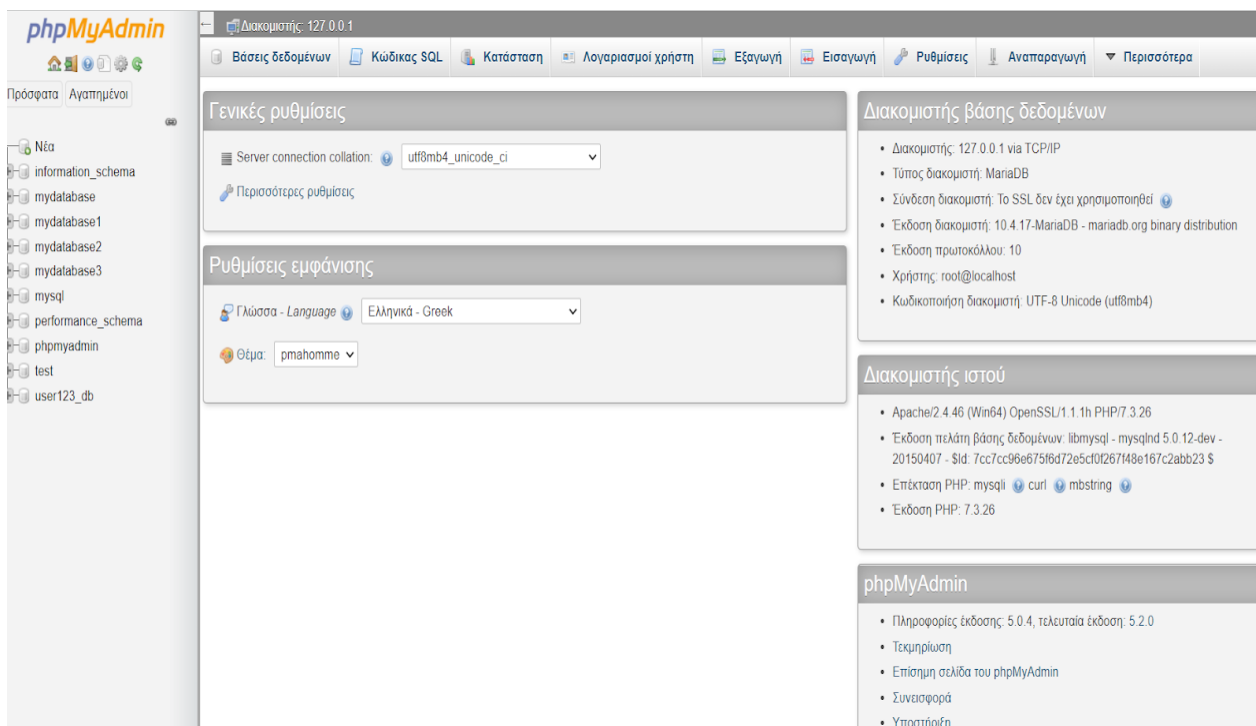 phpMyAdmin
Πρόσφατα Αγαπημένοι
Νέα
information_schema
mydatabase
mydatabase1
mydatabase2
mydatabase3
mysql
performance_schema
phpmyadmin
test
user123_db
Διακομιστής: 127.0.0.1
Βάσεις δεδομένων Κώδικας SQL Κατάσταση Λογαριασμοί χρήστη Εξαγωγή Εισαγωγή Ρυθμίσεις Αναπαραγωγή Περισσότερα
Γενικές ρυθμίσεις
Server connection collation: utf8mb4_unicode_ci
Περισσότερες ρυθμίσεις
Ρυθμίσεις εμφάνισης
Γλώσσα - Language Ελληνικά - Greek
Θέμα: pmahomme
Διακομιστής βάσης δεδομένων
• Διακομιστής: 127.0.0.1 via TCP/IP
• Τύπος διακομιστή: MariaDB
• Σύνδεση διακομιστή: Το SSL δεν έχει χρησιμοποιηθεί
• Έκδοση διακομιστή: 10.4.17-MariaDB - mariadb.org binary distribution
• Έκδοση πρωτοκόλλου: 10
• Χρήστης: root@localhost
• Κωδικοποίηση διακομιστή: UTF-8 Unicode (utf8mb4)
Διακομιστής ιστού
• Apache/2.4.46 (Win64) OpenSSL/1.1.1h PHP/7.3.26
• Έκδοση πελάτη βάσης δεδομένων: libmysql - mysqlnd 5.0.12-dev -
20150407 - $Id: 7cc7cc96e675f6d72e5cf0f267f48e167c2abb23 $
• Επέκταση PHP: mysqli curl mbstring
• Έκδοση PHP: 7.3.26
phpMyAdmin
• Πληροφορίες έκδοσης: 5.0.4, τελευταία έκδοση: 5.2.0
• Τεκμηρίωση
• Επίσημη σελίδα του phpMyAdmin
• Συνεισφορά
• Υποστήριξη